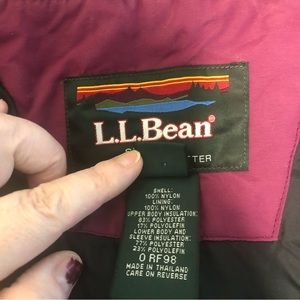 L.L.Bean®
SHELL:
100% NYLON
LINING:
100% NYLON
UPPER BODY INSULATION:
83% POLYESTER
17% POLYOLEFIN
LOWER BODY AND
SLEEVE INSULATION:
77% POLYESTER
23% POLYOLEFIN
0 RF98
MADE IN THAILAND
CARE ON REVERSE